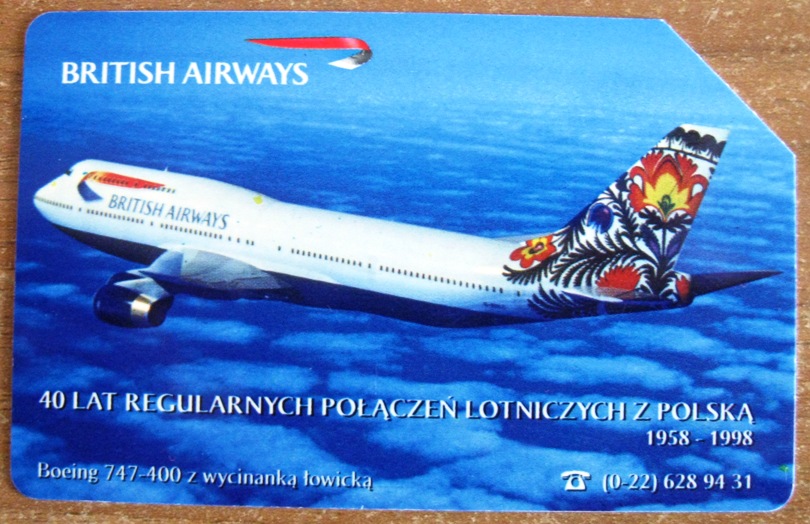 BRITISH AIRWAYS
BRITISH AIRWAYS
40 LAT REGULARNYCH POŁĄCZEŃ LOTNICZYCH Z POLSKĄ
1958 - 1998
Boeing 747-400 z wycinanką łowicką
☎ (0-22) 628 94 31